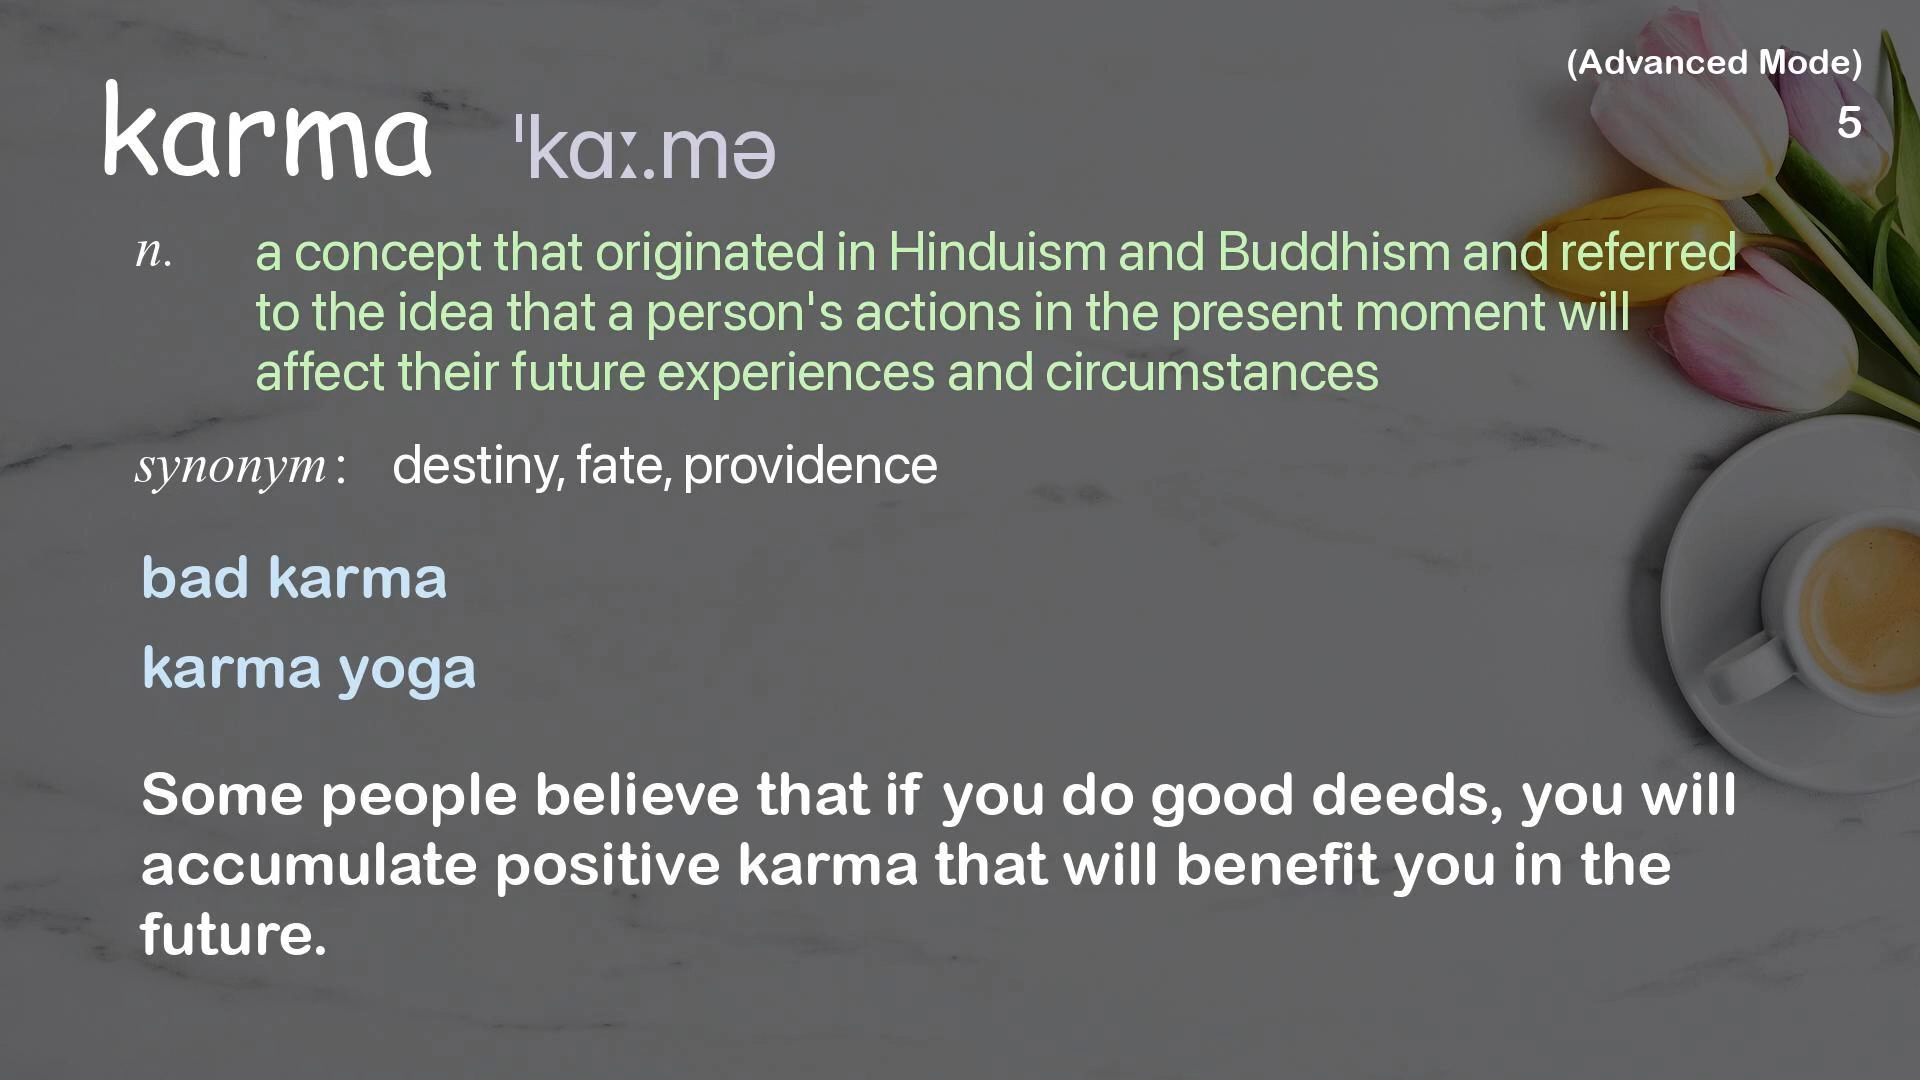 (Advanced Mode)
5
karma ˈkɑː.mə
n. a concept that originated in Hinduism and Buddhism and referred
to the idea that a person's actions in the present moment will
affect their future experiences and circumstances
synonym: destiny, fate, providence
bad karma
karma yoga
Some people believe that if you do good deeds, you will
accumulate positive karma that will benefit you in the
future.